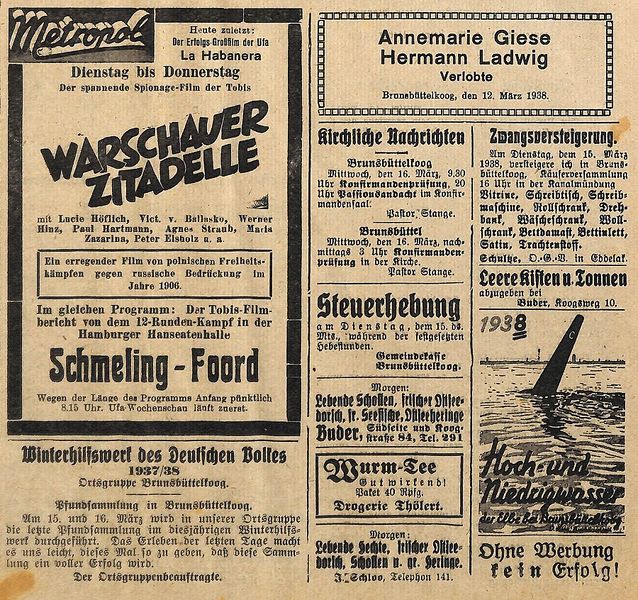 Metropol
Heute zuletzt:
Der Erfolgs-Großfilm der Ufa
La Habanera
Dienstag bis Donnerstag
Der spannende Spionage-Film der Tobis
WARSCHAUER
ZITADELLE
mit Lucie Höflich, Vict. v. Ballasko, Werner
Hinz, Paul Hartmann, Agnes Straub, Maria
Zazarina, Peter Elsholz u. a.
Ein erregender Film von polnischen Freiheits-
kämpfen gegen russische Bedrückung im
Jahre 1906.
Im gleichen Programm: Der Tobis-Film-
bericht von dem 12-Runden-Kampf in der
Hamburger Hanseatenhalle
Schmeling - Foord
Wegen der Länge des Programms Anfang pünktlich
8.15 Uhr. Ufa-Wochenschau läuft zuerst.
Winterhilfswerk des Deutschen Volkes
1937/38
Ortsgruppe Brunsbüttelkoog.
Pfundsammlung in Brunsbüttelkoog.
Am 15. und 16. März wird in unserer Ortsgruppe
die letzte Pfundsammlung im diesjährigen Winterhilfs-
werk durchgeführt. Das Erleben der letzten Tage macht
es uns leicht, dieses Mal so zu geben, daß diese Samm-
lung ein voller Erfolg wird.
Der Ortsgruppenbeauftragte.
Annemarie Giese
Hermann Ladwig
Verlobte
Brunsbüttelkoog, den 12. März 1938.
Kirchliche Nachrichten
Brunsbüttelkoog
Mittwoch, den 16. März, 9.30
Uhr Konfirmandenprüfung, 20
Uhr Passionsandacht im Konfir-
mandensaal.
Pastor Stange.
Brunsbüttel
Mittwoch, den 16. März, nach-
mittags 3 Uhr Konfirmanden-
prüfung in der Kirche.
Pastor Stange.
Steuerhebung
am Dienstag, dem 15. ds.
Mts., während der festgesetzten
Hebestunden.
Gemeindekasse
Brunsbüttelkoog.
Morgen:
Lebende Schollen, frischer Ostsee-
dorsch, fr. Seefische, Ostseeheringe
Buder, Südseite und Koog-
straße 84, Tel. 291
Wurm-Tee
Gut wirkend!
Paket 40 Rpfg.
Drogerie Thölert.
Morgen:
Lebende Hechte, frischer Ostsee-
dorsch, Schollen u. gr. Heringe.
J. Schloo, Telephon 141.
Zwangsversteigerung.
Am Dienstag, dem 15. März
1938, versteigere ich in Bruns-
büttelkoog, Käuferversammlung
16 Uhr in der Kanalmündung
Vitrine, Schreibtisch, Schreib-
maschine, Rollschrank, Dreh-
bank, Wäscheschrank, Woll-
schrank, Bettdamast, Bettinlett,
Satin, Trachtenstoff.
Schultze, O.-G.-V. in Eddelak.
Leere Kisten u. Tonnen
abzugeben bei
Buder, Koogsweg 10.
1938
Hoch- und
Niedrigwasser
der Elbe bei Brunsbüttelkoog
Ohne Werbung
kein Erfolg!